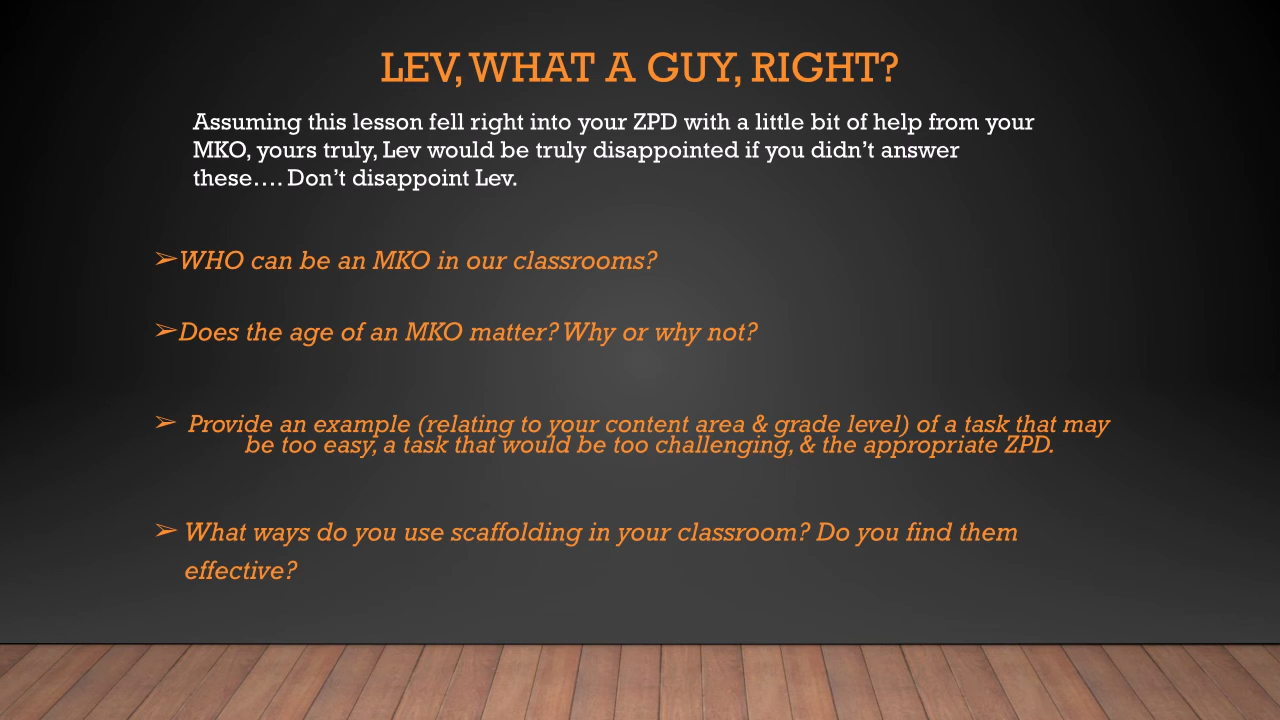 LEV, WHAT A GUY, RIGHT?
Assuming this lesson fell right into your ZPD with a little bit of help from your
MKO, yours truly, Lev would be truly disappointed if you didn’t answer
these…. Don’t disappoint Lev.
➢WHO can be an MKO in our classrooms?
➢Does the age of an MKO matter? Why or why not?
➢ Provide an example (relating to your content area & grade level) of a task that may
be too easy, a task that would be too challenging, & the appropriate ZPD.
➢ What ways do you use scaffolding in your classroom? Do you find them
effective?